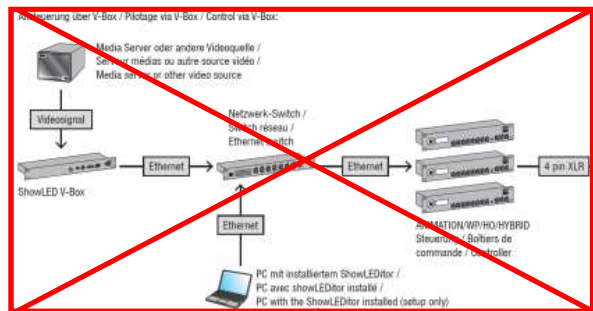 Ansteuerung über V-Box / Pilotage via V-Box / Control via V-Box:
Media Server oder andere Videoquelle /
Serveur médias ou autre source vidéo /
Media server or other video source
Videosignal
Netzwerk-Switch /
Switch réseau /
Ethernet switch
Ethernet
Ethernet
4 pin XLR
ShowLED V-Box
Ethernet
ANIMATION/WP/HO/HYBRID
Steuerung / Boîtiers de
commande / Controller
PC mit installiertem ShowLEDitor /
PC avec showLEDitor installé /
PC with the ShowLEDitor installed (setup only)